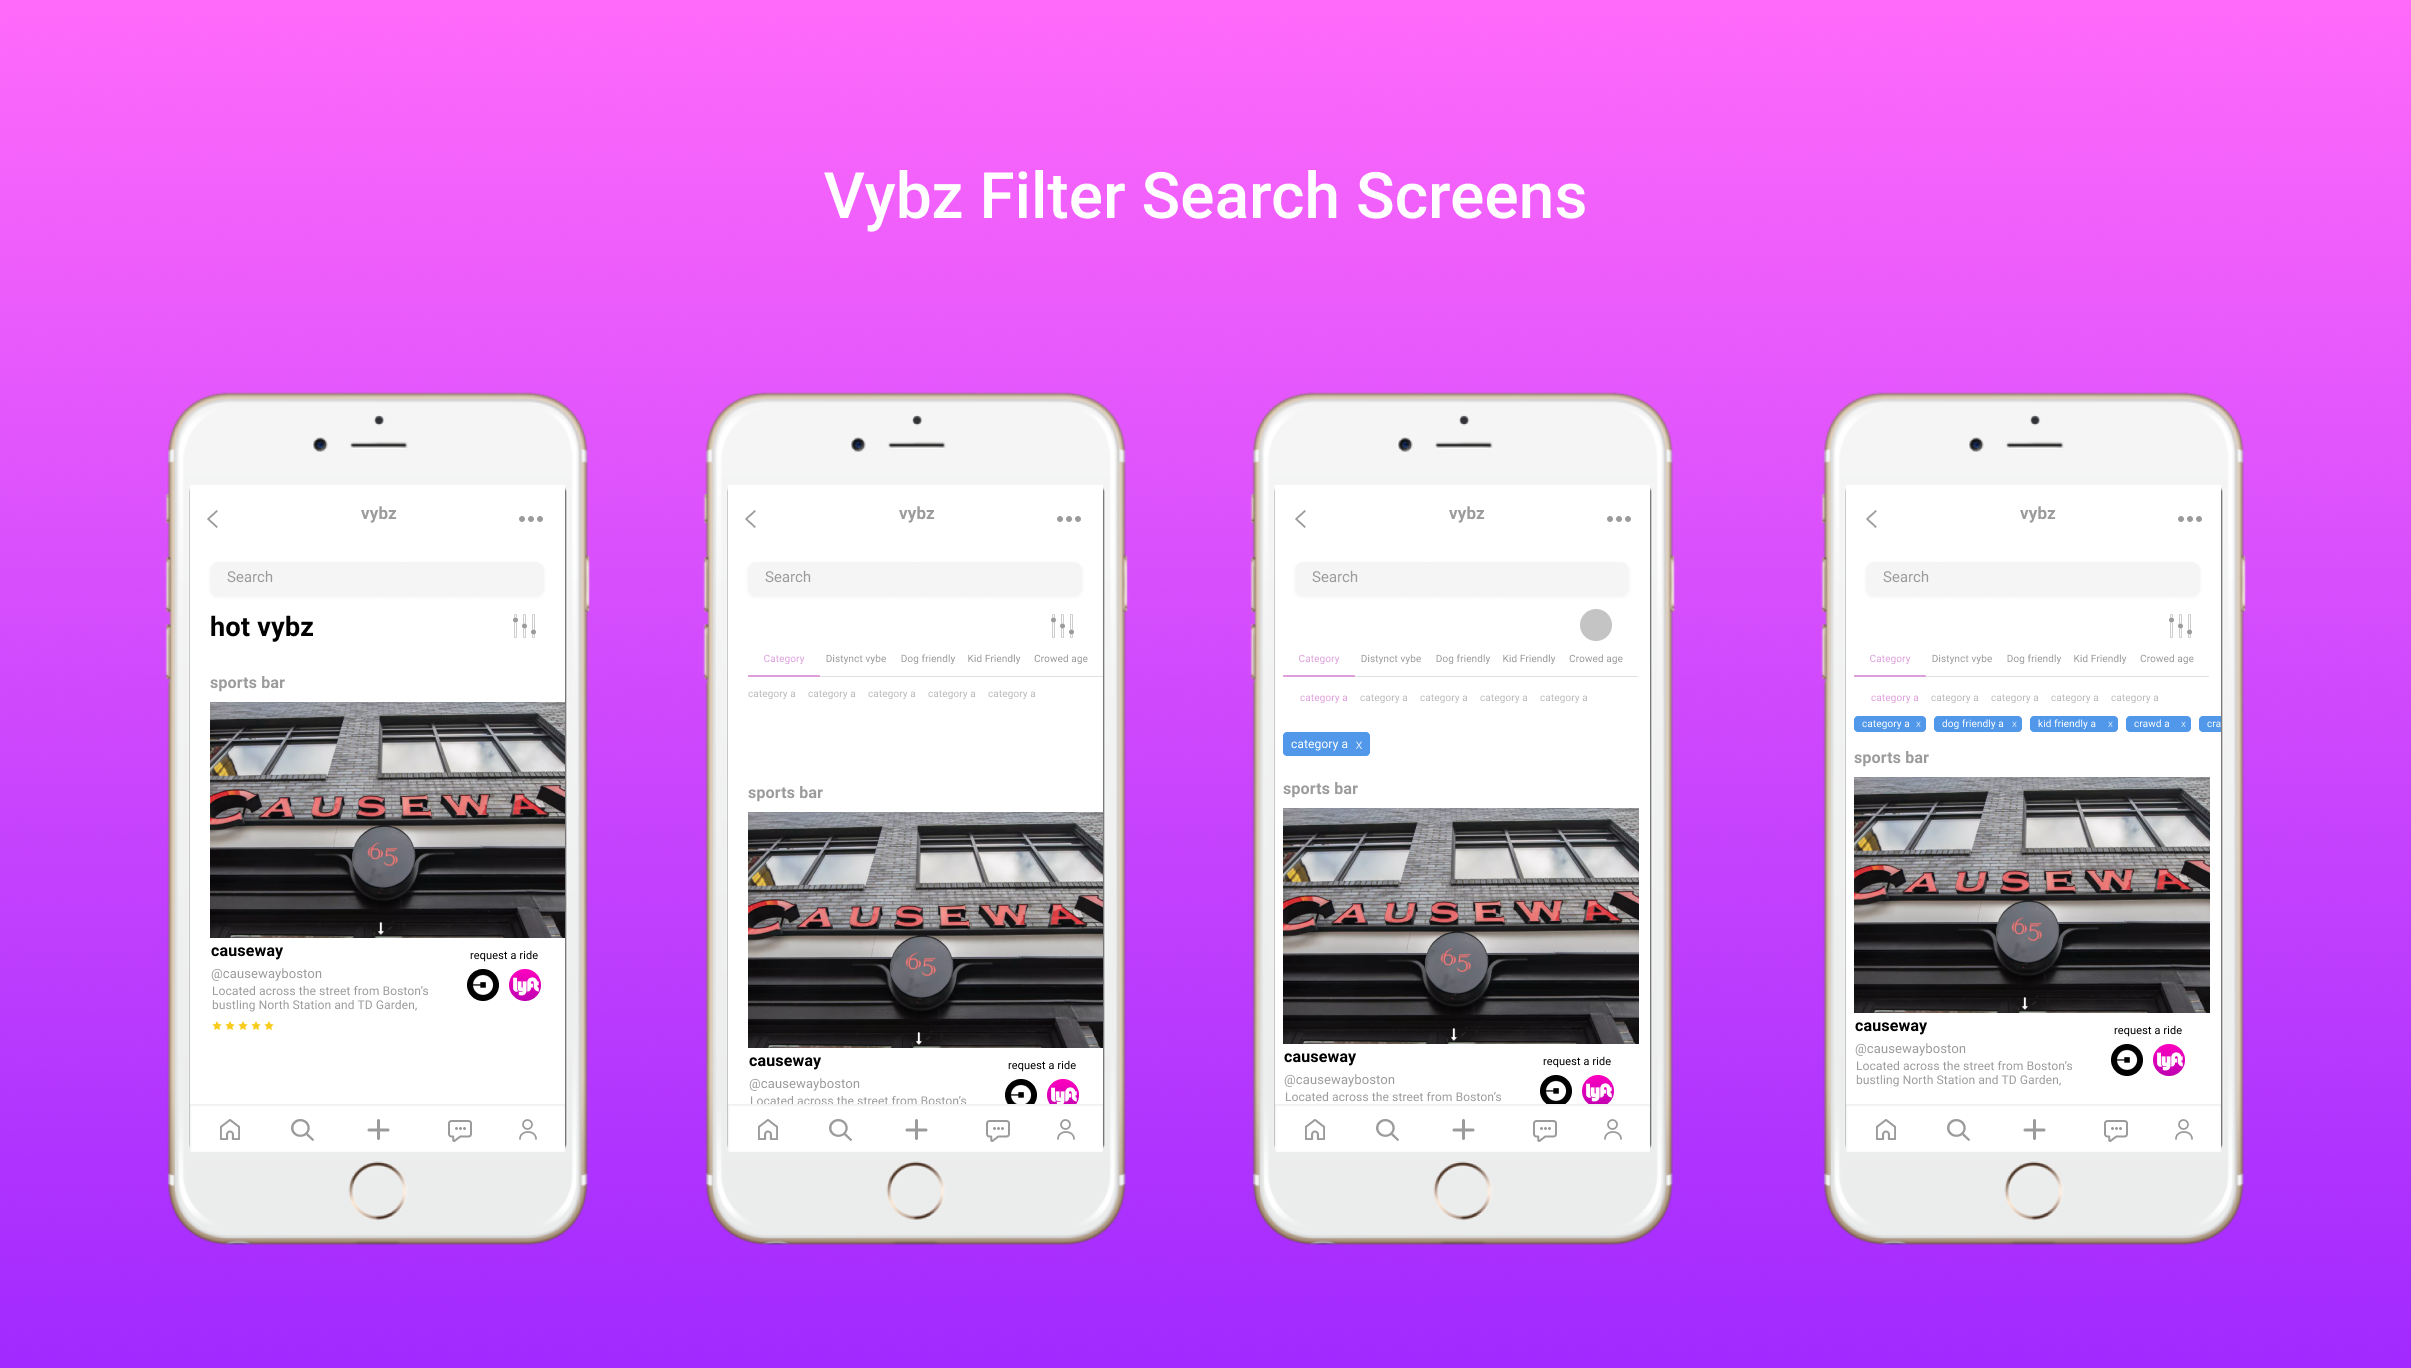 Vybz Filter Search Screens
vybz
Search
hot vybz
sports bar
CAUSEWAY
65
causeway
request a ride
@causewayboston
Located across the street from Boston's
bustling North Station and TD Garden,
lyft
vybz
Search
Category Distynct vybe Dog friendly Kid Friendly Crowed age
category a category a category a category a category a
sports bar
CAUSEWAY
65
causeway
request a ride
@causewayboston
Located across the street from Boston's
lyft
vybz
Search
Category Distynct vybe Dog friendly Kid Friendly Crowed age
category a category a category a category a category a
category a x
sports bar
CAUSEWAY
65
causeway
request a ride
@causewayboston
Located across the street from Boston's
lyft
vybz
Search
Category Distynct vybe Dog friendly Kid Friendly Crowed age
category a category a category a category a category a
category a x dog friendly a x kid friendly a x crawd a x cra
sports bar
CAUSEWAY
65
causeway
request a ride
@causewayboston
Located across the street from Boston's
bustling North Station and TD Garden,
lyft